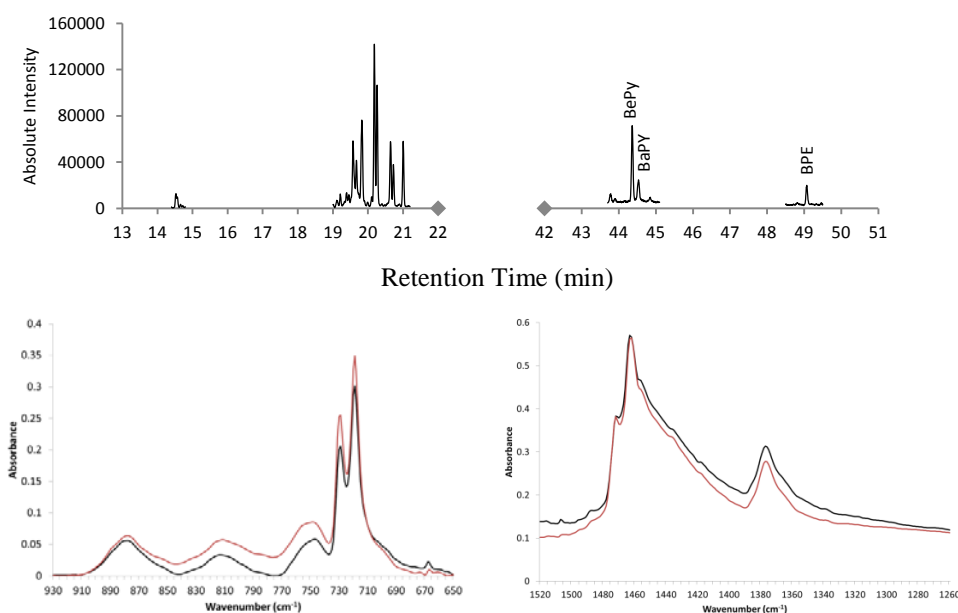 Absolute Intensity
160000
120000
80000
40000
0
BePy
BaPY
BPE
13 14 15 16 17 18 19 20 21 22
42 43 44 45 46 47 48 49 50 51
Retention Time (min)
Absorbance
0.4
0.35
0.3
0.25
0.2
0.15
0.1
0.05
0
930 910 890 870 850 830 810 790 770 750 730 710 690 670 650
Wavenumber (cm⁻¹)
Absorbance
0.6
0.5
0.4
0.3
0.2
0.1
0
1520 1500 1480 1460 1440 1420 1400 1380 1360 1340 1320 1300 1280 1260
Wavenumber (cm⁻¹)